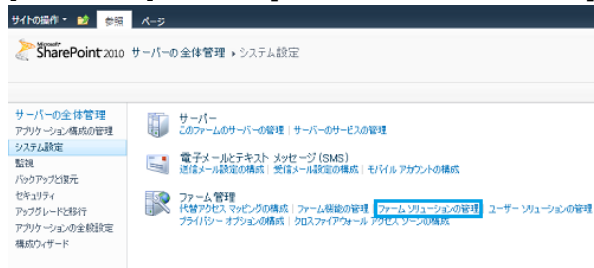 サイトの操作 参照 ページ
Microsoft SharePoint 2010 サーバーの全体管理 ▸ システム設定
サーバーの全体管理
アプリケーション構成の管理
システム設定
監視
バックアップと復元
セキュリティ
アップグレードと移行
アプリケーションの全般設定
構成ウィザード
サーバー
このファームのサーバーの管理 | サーバーのサービスの管理
電子メールとテキスト メッセージ (SMS)
送信メール設定の構成 | 受信メール設定の構成 | モバイル アカウントの構成
ファーム管理
代替アクセス マッピングの構成 | ファーム機能の管理 | ファーム ソリューションの管理 | ユーザー ソリューションの管理
プライバシー オプションの構成 | クロスファイアウォール アクセス ゾーンの構成